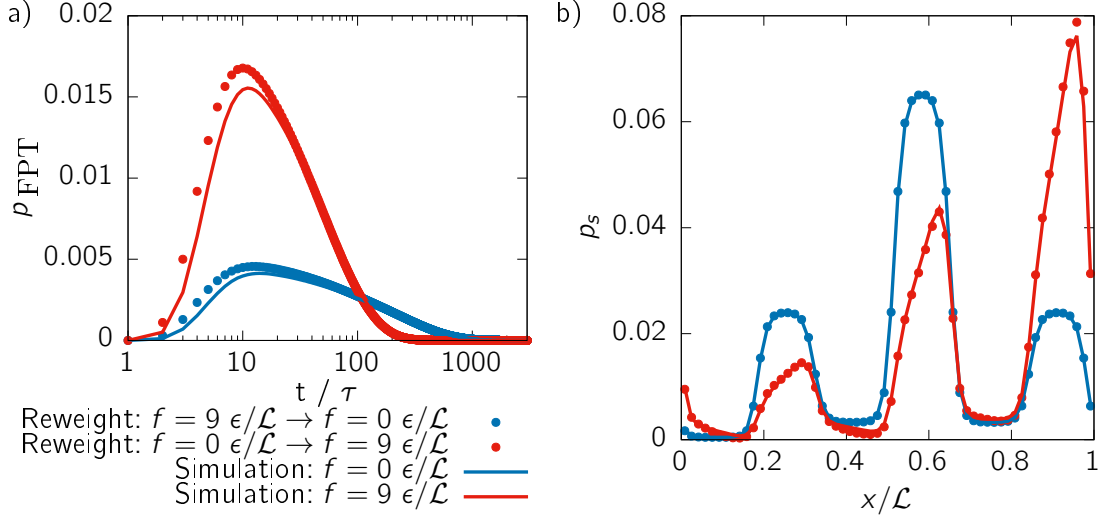 a)
0.02
0.015
0.01
0.005
0
p FPT
1 10 100 1000
t / τ
Reweight: f = 9 ϵ/ℒ → f = 0 ϵ/ℒ
Reweight: f = 0 ϵ/ℒ → f = 9 ϵ/ℒ
Simulation: f = 0 ϵ/ℒ
Simulation: f = 9 ϵ/ℒ
b)
0.08
0.06
0.04
0.02
0
pₛ
0 0.2 0.4 0.6 0.8 1
x/ℒ